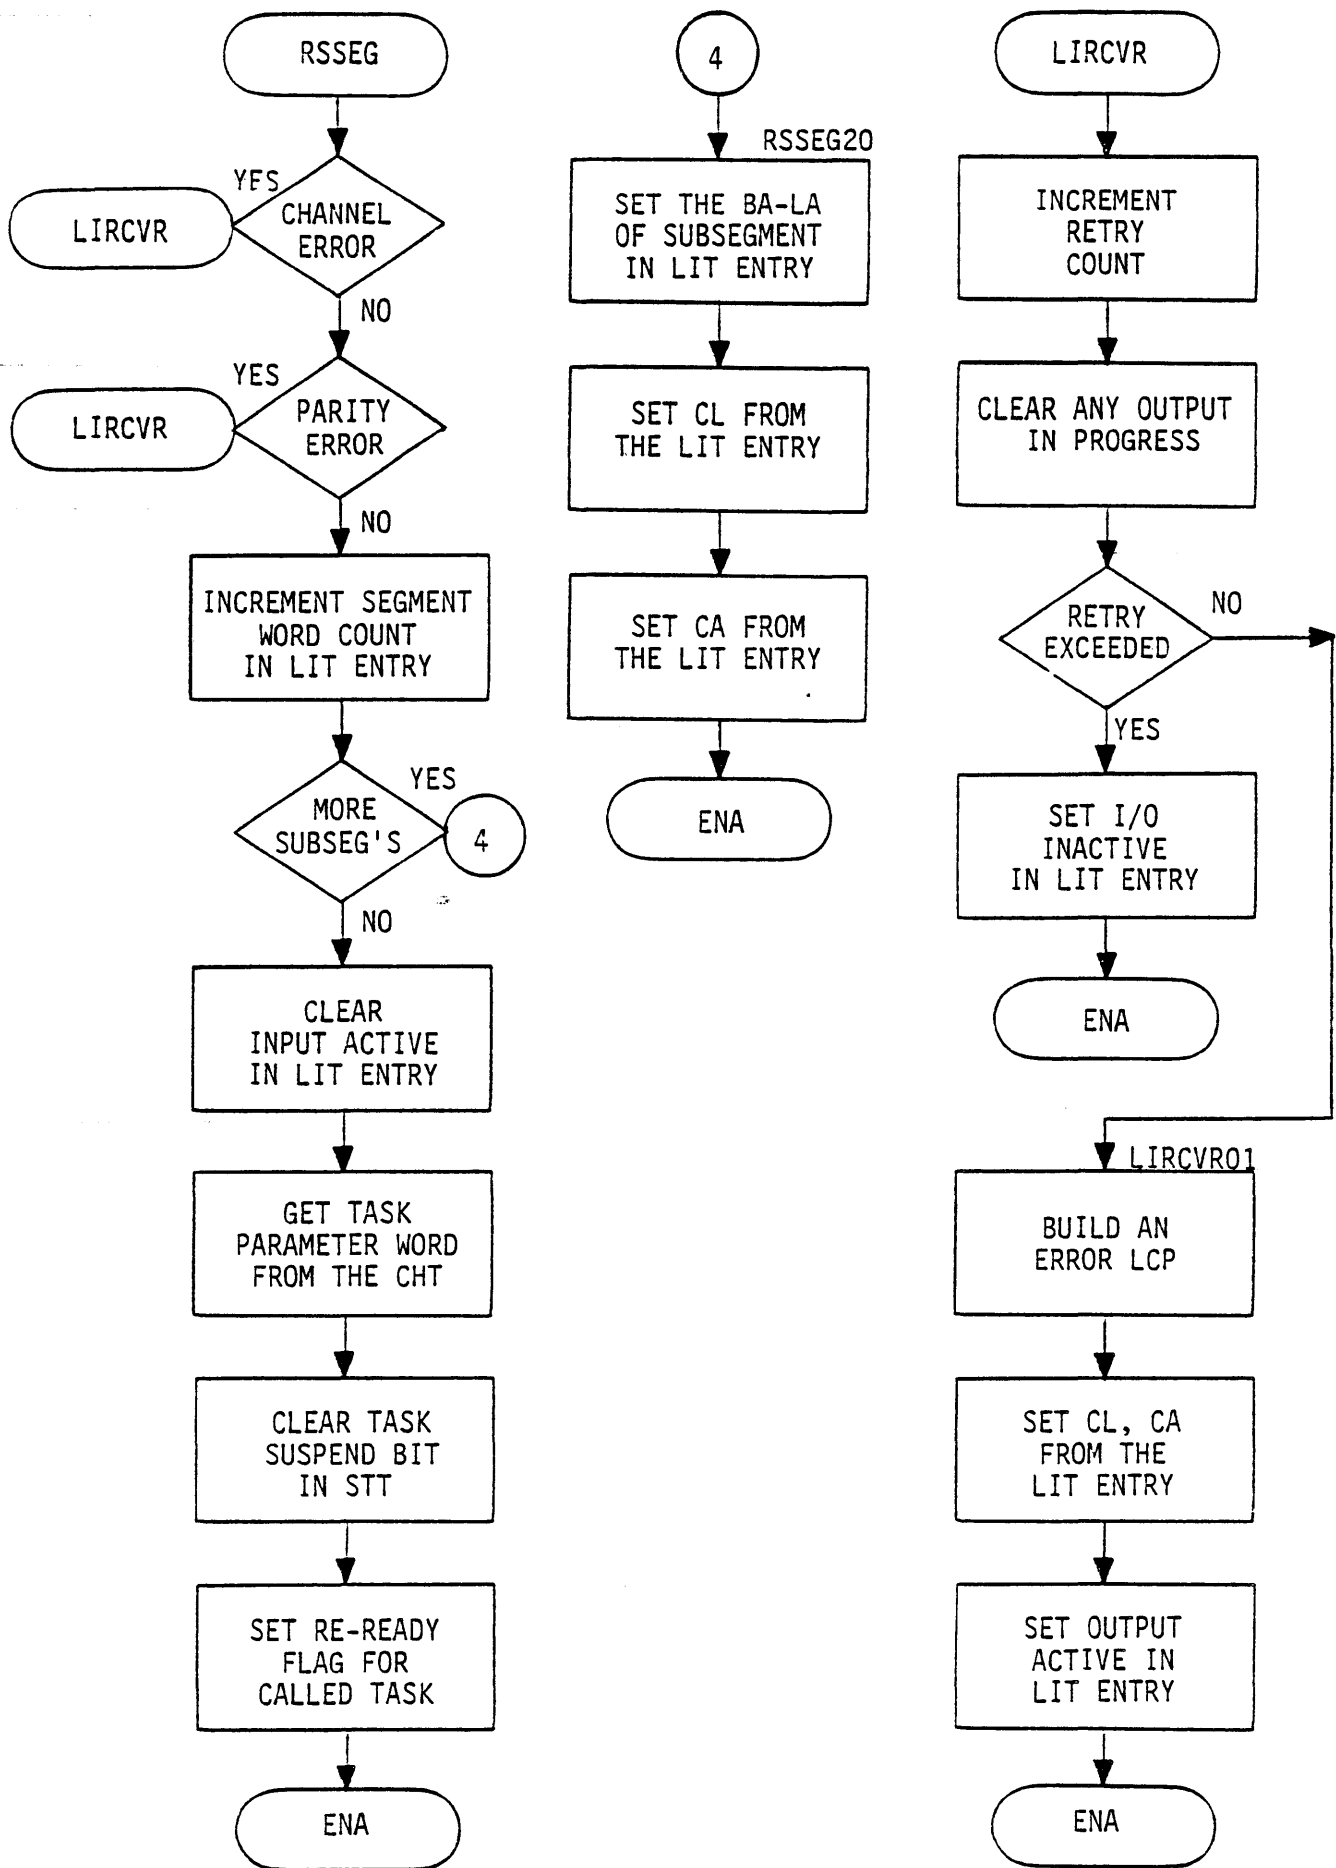 RSSEG
YES
CHANNEL
ERROR
LIRCVR
NO
YES
PARITY
ERROR
LIRCVR
NO
INCREMENT SEGMENT
WORD COUNT
IN LIT ENTRY
YES
MORE
SUBSEG'S
4
NO
CLEAR
INPUT ACTIVE
IN LIT ENTRY
GET TASK
PARAMETER WORD
FROM THE CHT
CLEAR TASK
SUSPEND BIT
IN STT
SET RE-READY
FLAG FOR
CALLED TASK
ENA
4
RSSEG20
SET THE BA-LA
OF SUBSEGMENT
IN LIT ENTRY
SET CL FROM
THE LIT ENTRY
SET CA FROM
THE LIT ENTRY
ENA
LIRCVR
INCREMENT
RETRY
COUNT
CLEAR ANY OUTPUT
IN PROGRESS
RETRY
EXCEEDED
NO
YES
SET I/O
INACTIVE
IN LIT ENTRY
ENA
LIRCVR01
BUILD AN
ERROR LCP
SET CL, CA
FROM THE
LIT ENTRY
SET OUTPUT
ACTIVE IN
LIT ENTRY
ENA